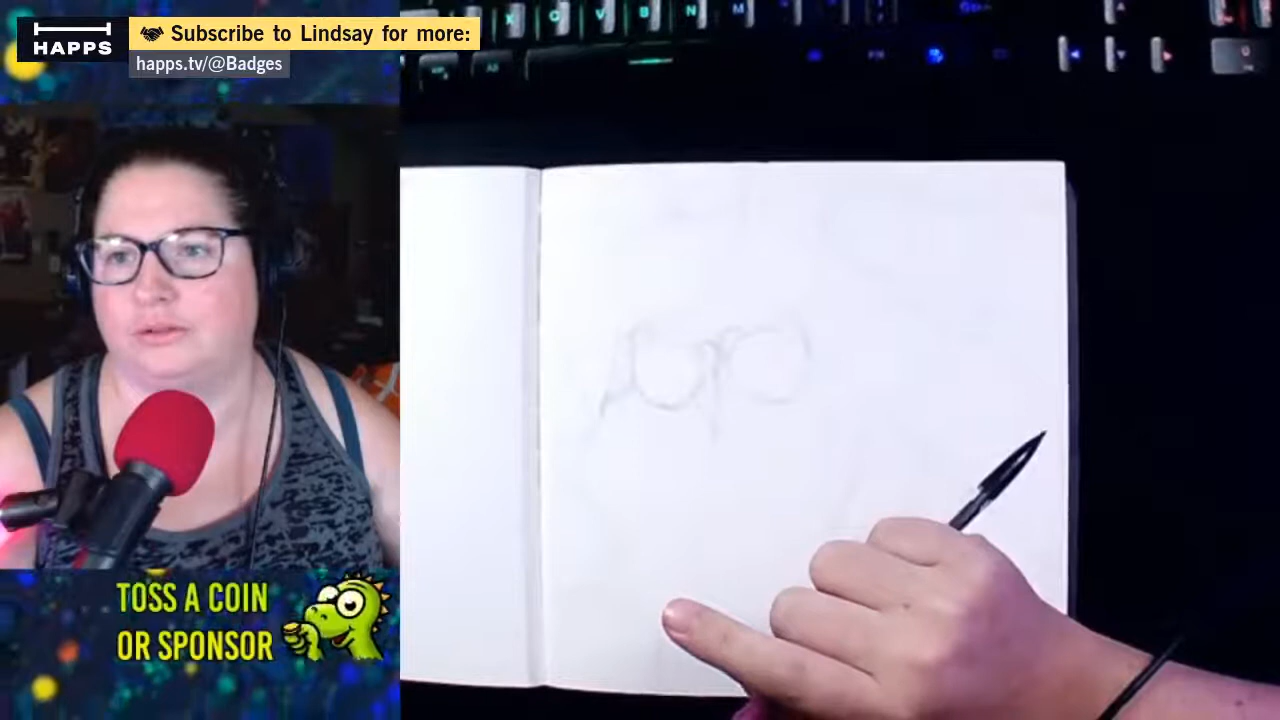 HAPPS
Subscribe to Lindsay for more:
happs.tv/@Badges
X C V B N M
TOSS A COIN
OR SPONSOR